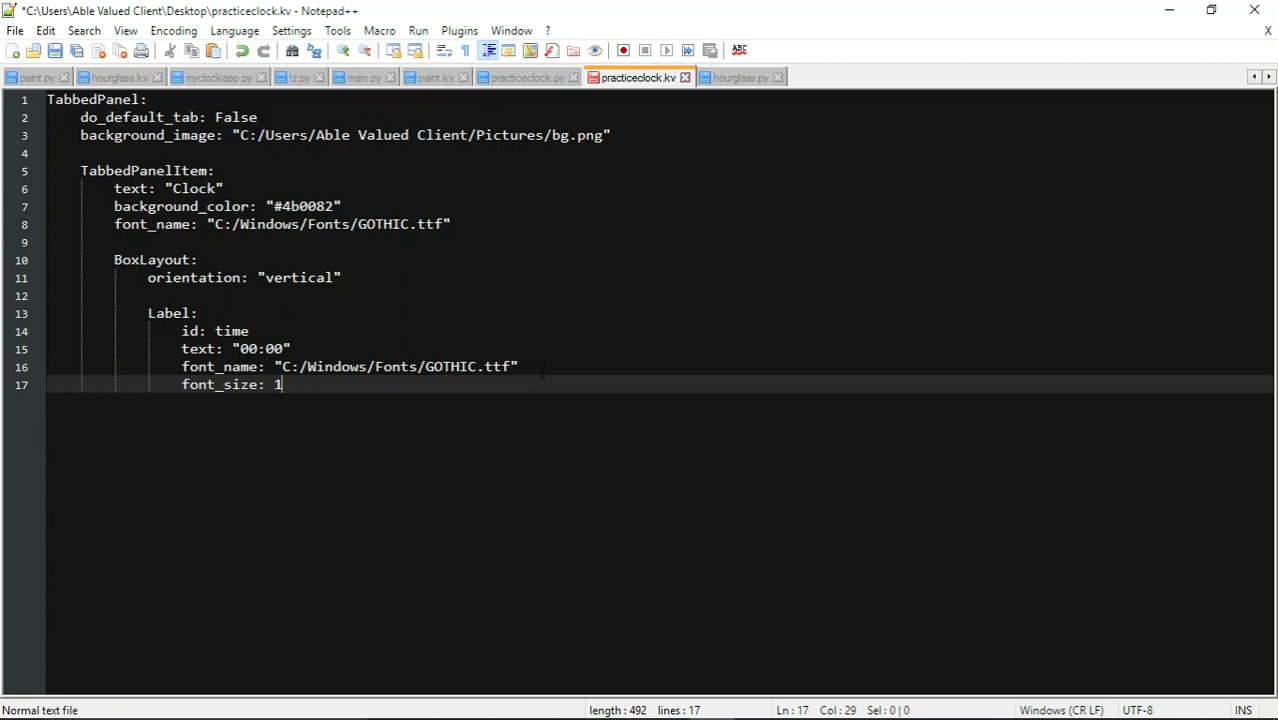 *C:\Users\Able Valued Client\Desktop\practiceclock.kv - Notepad++
File Edit Search View Encoding Language Settings Tools Macro Run Plugins Window ? X
paint.py hourglass.kv myclockapp.py tz.py main.py paint.kv practiceclock.py practiceclock.kv hourglass.py
1 TabbedPanel:
2 do_default_tab: False
3 background_image: "C:/Users/Able Valued Client/Pictures/bg.png"
4
5 TabbedPanelItem:
6 text: "Clock"
7 background_color: "#4b0082"
8 font_name: "C:/Windows/Fonts/GOTHIC.ttf"
9
10 BoxLayout:
11 orientation: "vertical"
12
13 Label:
14 id: time
15 text: "00:00"
16 font_name: "C:/Windows/Fonts/GOTHIC.ttf"
17 font_size: 1
Normal text file length : 492 lines : 17 Ln : 17 Col : 29 Sel : 0 | 0 Windows (CR LF) UTF-8 INS